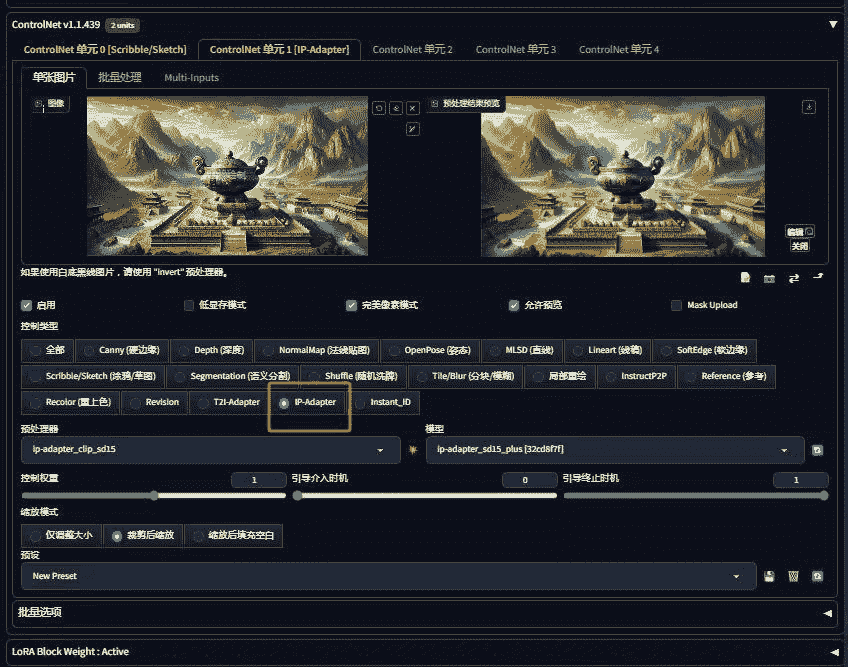 ControlNet v1.1.439 2 units
ControlNet 单元 0 [Scribble/Sketch] ControlNet 单元 1 [IP-Adapter] ControlNet 单元 2 ControlNet 单元 3 ControlNet 单元 4
单张图片 批量处理 Multi-Inputs
图像 预处理结果预览
编辑
关闭
如果使用白底黑线图片，请使用 "invert" 预处理器。
启用 低显存模式 完美像素模式 允许预览 Mask Upload
控制类型
全部 Canny (硬边缘) Depth (深度) NormalMap (法线贴图) OpenPose (姿态) MLSD (直线) Lineart (线稿) SoftEdge (软边缘)
Scribble/Sketch (涂鸦/草图) Segmentation (语义分割) Shuffle (随机洗牌) Tile/Blur (分块/模糊) 局部重绘 InstructP2P Reference (参考)
Recolor (重上色) Revision T2I-Adapter IP-Adapter Instant_ID
预处理器 模型
ip-adapter_clip_sd15 ip-adapter_sd15_plus [32cd8f7f]
控制权重 1 引导介入时机 0 引导终止时机 1
缩放模式
仅调整大小 裁剪后缩放 缩放后填充空白
预设
New Preset
批量选项
LoRA Block Weight : Active